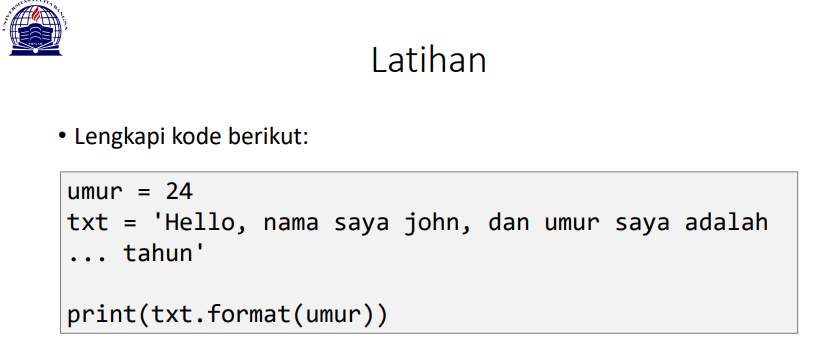 Latihan
• Lengkapi kode berikut:
umur = 24
txt = 'Hello, nama saya john, dan umur saya adalah
... tahun'
print(txt.format(umur))